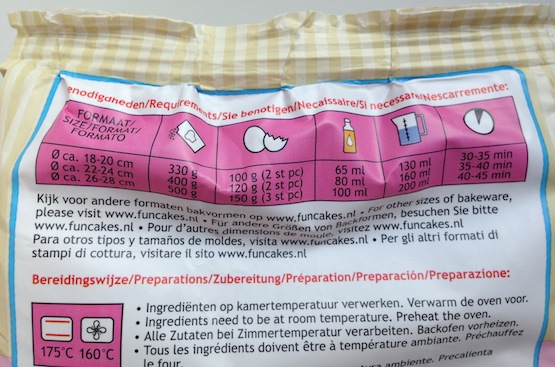 enodigdheden/Requirements/Sie benotigen/Necaissaire/Si necessate/Nescarremente:
FORMAAT/
SIZE/FORMAT/
FORMATO
Ø ca. 18-20 cm 330 g 100 g (2 st pc) 65 ml 130 ml 30-35 min
Ø ca. 22-24 cm 400 g 120 g (2 st pc) 80 ml 160 ml 35-40 min
Ø ca. 26-28 cm 500 g 150 g (3 st pc) 100 ml 200 ml 40-45 min
Kijk voor andere formaten bakvormen op www.funcakes.nl • For other sizes of bakeware,
please visit www.funcakes.nl • Für andere Größen von Backformen, besuchen Sie bitte
www.funcakes.nl • Pour d'autres dimensions de moule, visitez www.funcakes.nl •
Para otros tipos y tamaños de moldes, visita www.funcakes.nl • Per gli altri formati di
stampi di cottura, visitare il sito www.funcakes.nl
Bereidingswijze/Preparations/Zubereitung/Préparation/Preparación/Preparazione:
• Ingrediënten op kamertemperatuur verwerken. Verwarm de oven voor.
• Ingredients need to be at room temperature. Preheat the oven.
• Alle Zutaten bei Zimmertemperatur verarbeiten. Backofen vorheizen.
• Tous les ingrédients doivent être à température ambiante. Préchauffez
le four.
ambiente. Precalienta
175°C 160°C